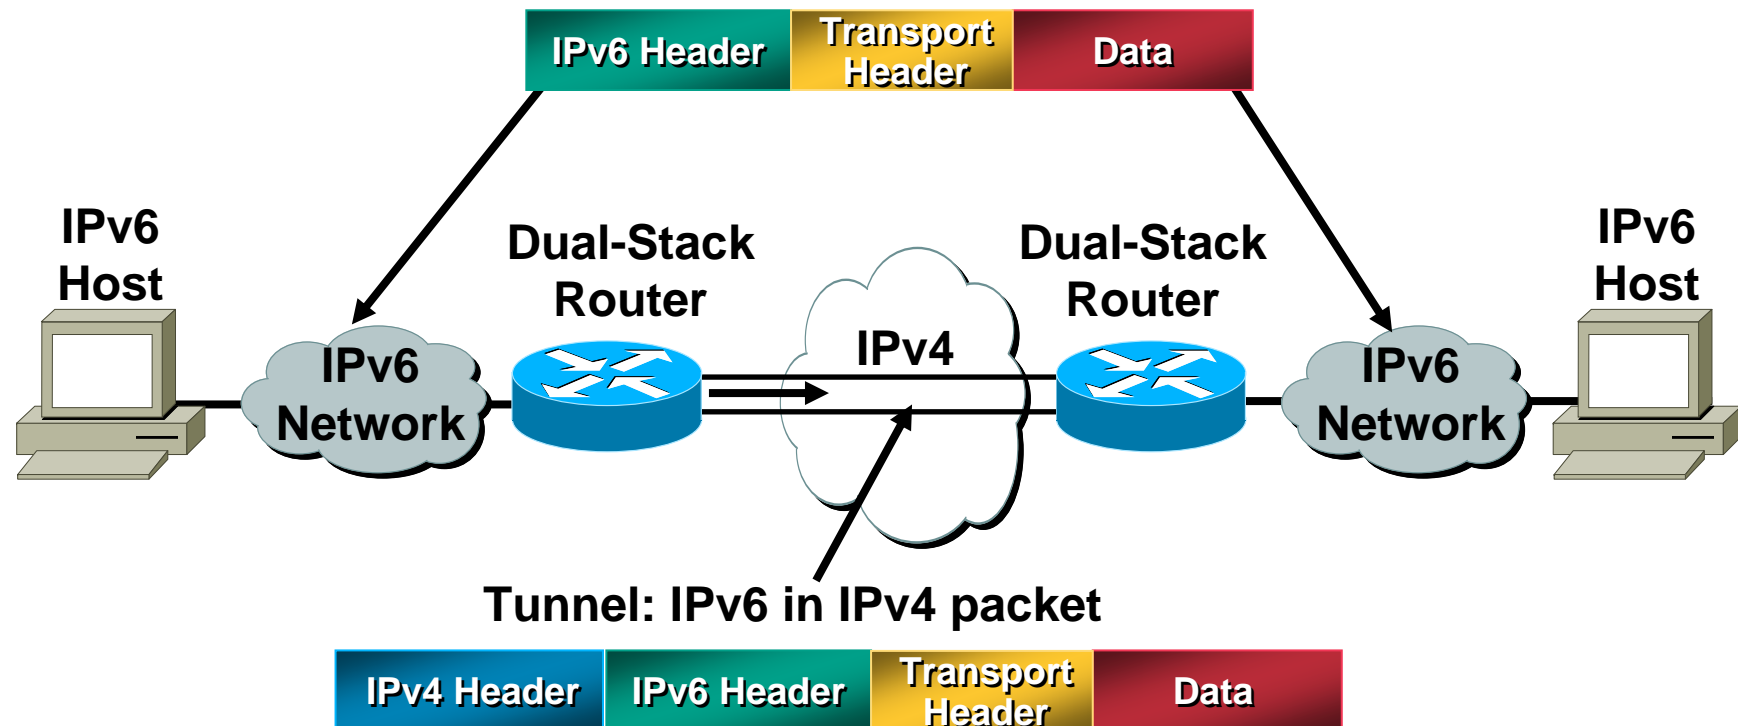 IPv6 Header
Transport
Header
Data
IPv6
Host
Dual-Stack
Router
Dual-Stack
Router
IPv6
Host
IPv6
Network
IPv4
IPv6
Network
Tunnel: IPv6 in IPv4 packet
IPv4 Header
IPv6 Header
Transport
Header
Data